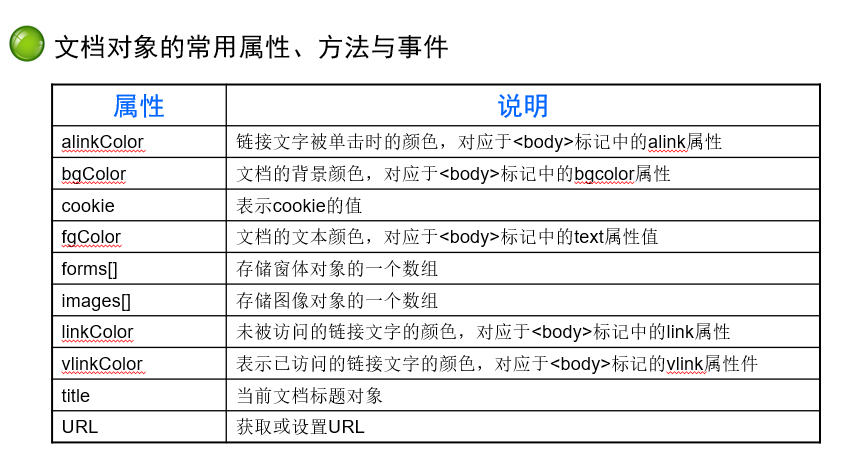 文档对象的常用属性、方法与事件
属性 说明
alinkColor 链接文字被单击时的颜色，对应于<body>标记中的alink属性
bgColor 文档的背景颜色，对应于<body>标记中的bgcolor属性
cookie 表示cookie的值
fgColor 文档的文本颜色，对应于<body>标记中的text属性值
forms[] 存储窗体对象的一个数组
images[] 存储图像对象的一个数组
linkColor 未被访问的链接文字的颜色，对应于<body>标记中的link属性
vlinkColor 表示已访问的链接文字的颜色，对应于<body>标记的vlink属性件
title 当前文档标题对象
URL 获取或设置URL